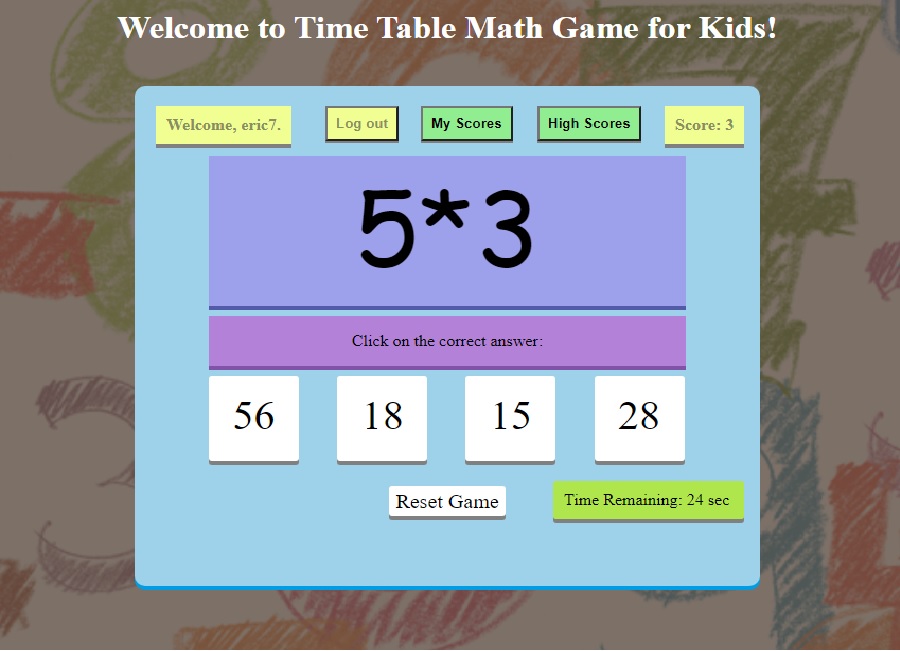 Welcome to Time Table Math Game for Kids!
Welcome, eric7.
Log out
My Scores
High Scores
Score: 3
5*3
Click on the correct answer:
56
18
15
28
Reset Game
Time Remaining: 24 sec